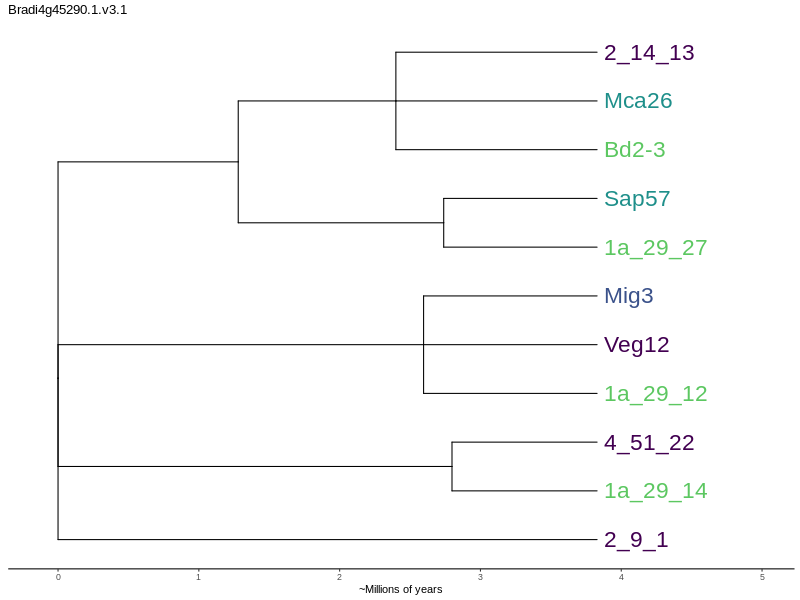 Bradi4g45290.1.v3.1
2_14_13
Mca26
Bd2-3
Sap57
1a_29_27
Mig3
Veg12
1a_29_12
4_51_22
1a_29_14
2_9_1
0 1 2 3 4 5
~Millions of years